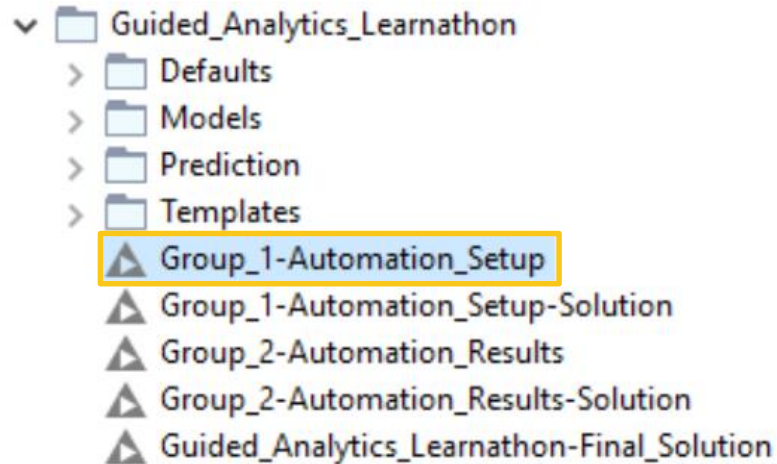 Guided_Analytics_Learnathon
Defaults
Models
Prediction
Templates
Group_1-Automation_Setup
Group_1-Automation_Setup-Solution
Group_2-Automation_Results
Group_2-Automation_Results-Solution
Guided_Analytics_Learnathon-Final_Solution